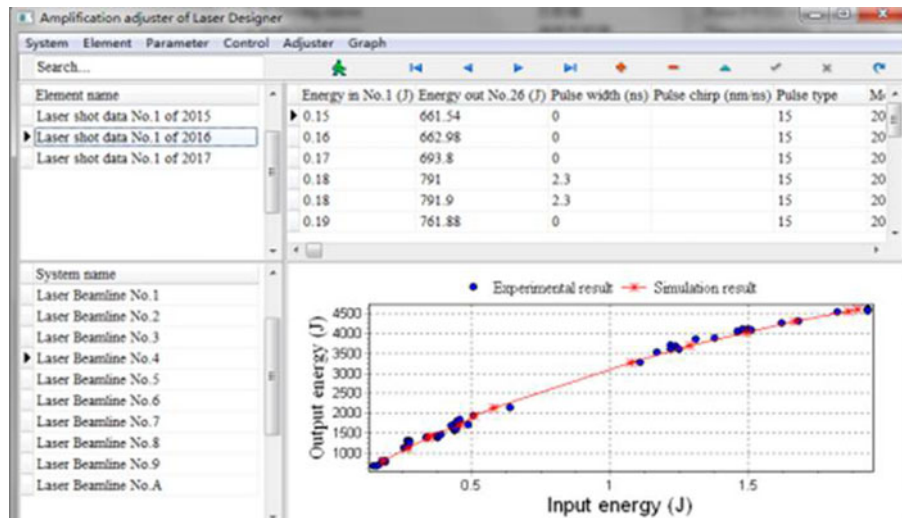 Amplification adjuster of Laser Designer
System Element Parameter Control Adjuster Graph
Search...
Element name
Laser shot data No.1 of 2015
Laser shot data No.1 of 2016
Laser shot data No.1 of 2017
Energy in No.1 (J) Energy out No.26 (J) Pulse width (ns) Pulse chirp (nm/ns) Pulse type
0.15 661.54 0 15 20
0.16 662.98 0 15 20
0.17 693.8 0 15 20
0.18 791 2.3 15 20
0.18 791.9 2.3 15 20
0.19 761.88 0 15 20
System name
Laser Beamline No.1
Laser Beamline No.2
Laser Beamline No.3
Laser Beamline No.4
Laser Beamline No.5
Laser Beamline No.6
Laser Beamline No.7
Laser Beamline No.8
Laser Beamline No.9
Laser Beamline No.A
Experimental result Simulation result
Output energy (J)
4500
4000
3500
3000
2500
2000
1500
1000
0.5 1 1.5
Input energy (J)